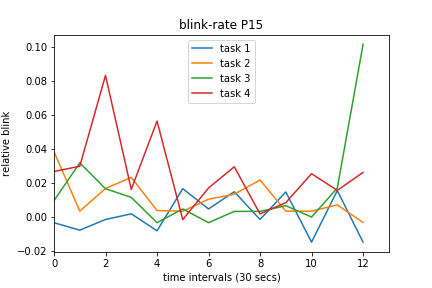 blink-rate P15
task 1
task 2
task 3
task 4
relative blink
0.10
0.08
0.06
0.04
0.02
0.00
−0.02
0 2 4 6 8 10 12
time intervals (30 secs)